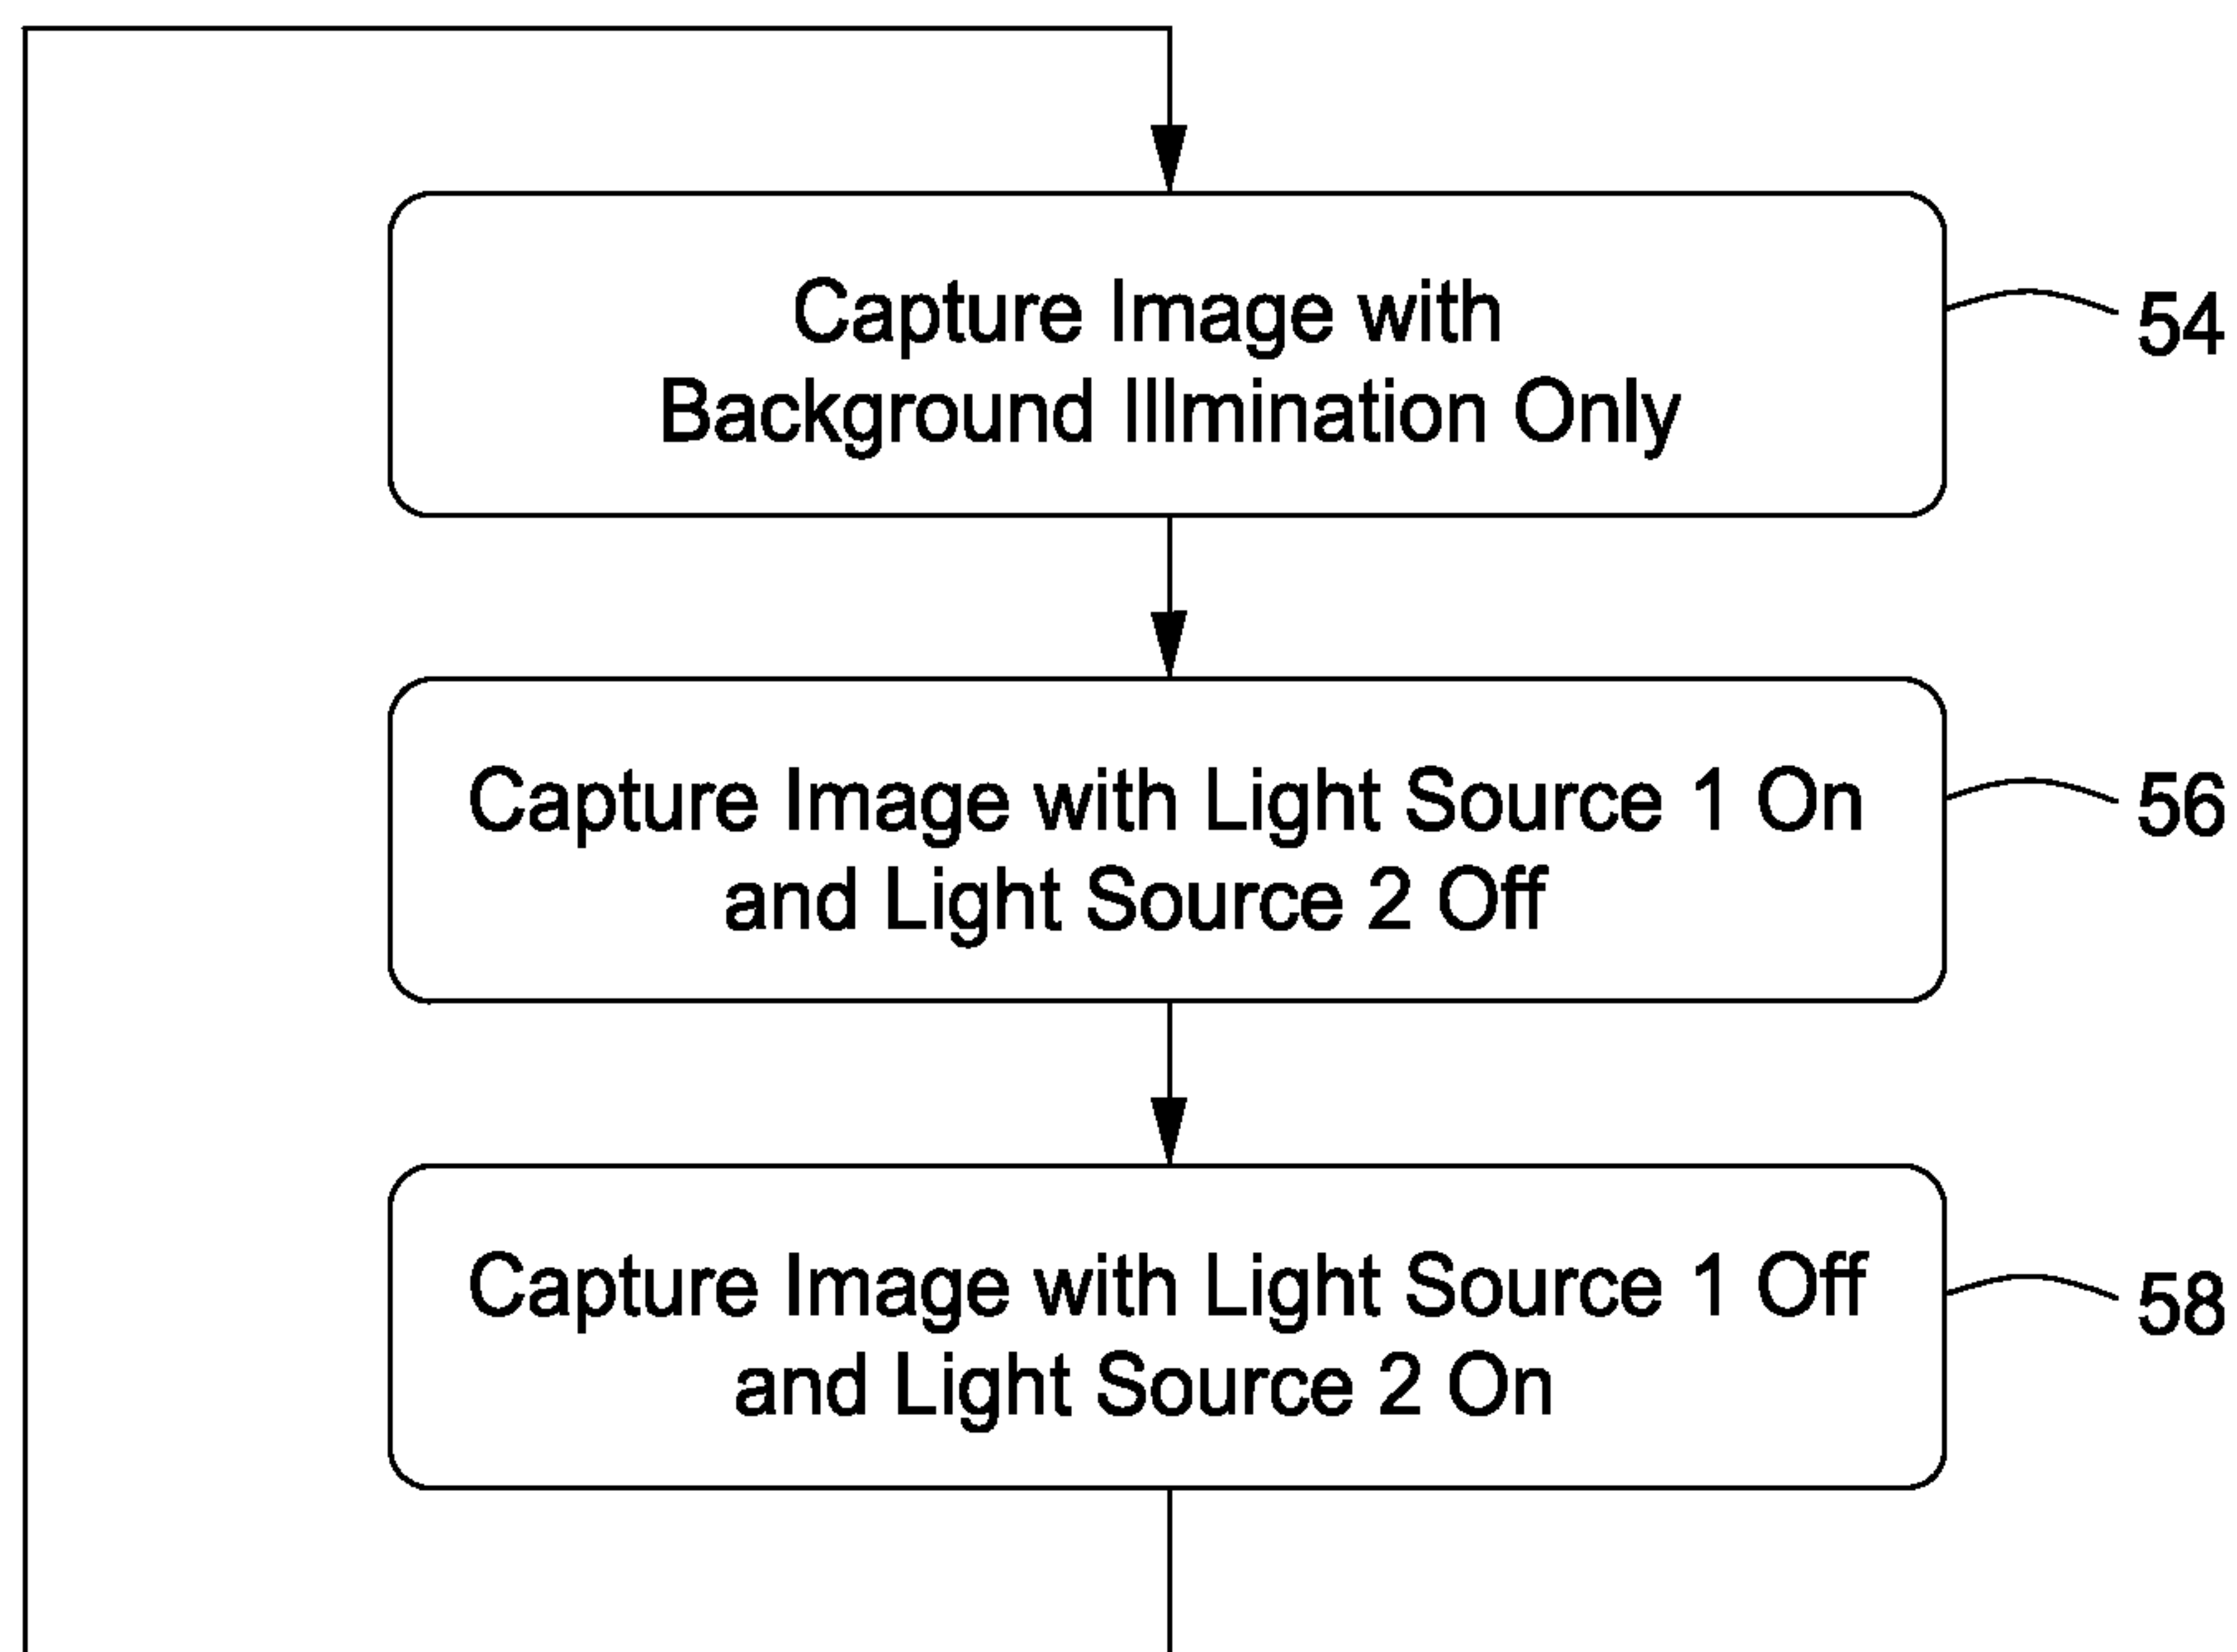 Capture Image with
Background Illmination Only
54
Capture Image with Light Source 1 On
and Light Source 2 Off
56
Capture Image with Light Source 1 Off
and Light Source 2 On
58